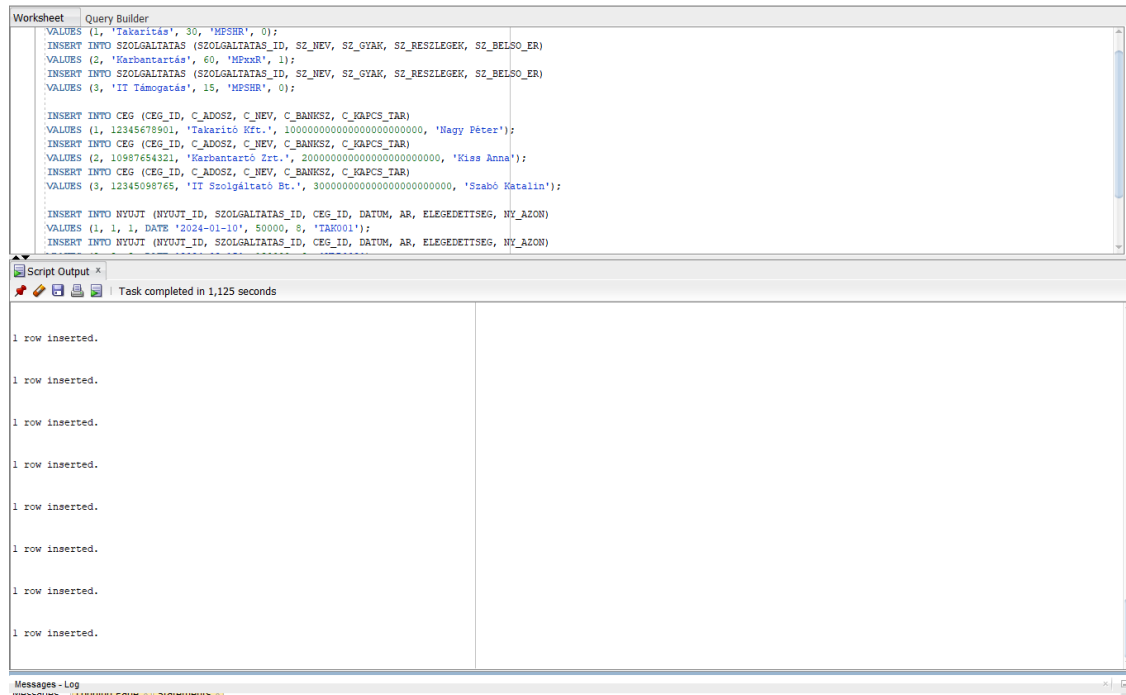 Worksheet Query Builder
VALUES (1, 'Takarítás', 30, 'MPSHR', 0);
INSERT INTO SZOLGALTATAS (SZOLGALTATAS_ID, SZ_NEV, SZ_GYAK, SZ_RESZLEGEK, SZ_BELSO_ER)
VALUES (2, 'Karbantartás', 60, 'MPxxR', 1);
INSERT INTO SZOLGALTATAS (SZOLGALTATAS_ID, SZ_NEV, SZ_GYAK, SZ_RESZLEGEK, SZ_BELSO_ER)
VALUES (3, 'IT Támogatás', 15, 'MPSHR', 0);
INSERT INTO CEG (CEG_ID, C_ADOSZ, C_NEV, C_BANKSZ, C_KAPCS_TAR)
VALUES (1, 12345678901, 'Takarító Kft.', 100000000000000000000000, 'Nagy Péter');
INSERT INTO CEG (CEG_ID, C_ADOSZ, C_NEV, C_BANKSZ, C_KAPCS_TAR)
VALUES (2, 10987654321, 'Karbantartó Zrt.', 200000000000000000000000, 'Kiss Anna');
INSERT INTO CEG (CEG_ID, C_ADOSZ, C_NEV, C_BANKSZ, C_KAPCS_TAR)
VALUES (3, 12345098765, 'IT Szolgáltató Bt.', 300000000000000000000000, 'Szabó Katalin');
INSERT INTO NYUJT (NYUJT_ID, SZOLGALTATAS_ID, CEG_ID, DATUM, AR, ELEGEDETTSEG, NY_AZON)
VALUES (1, 1, 1, DATE '2024-01-10', 50000, 8, 'TAK001');
INSERT INTO NYUJT (NYUJT_ID, SZOLGALTATAS_ID, CEG_ID, DATUM, AR, ELEGEDETTSEG, NY_AZON)
Script Output ×
Task completed in 1,125 seconds
1 row inserted.
1 row inserted.
1 row inserted.
1 row inserted.
1 row inserted.
1 row inserted.
1 row inserted.
1 row inserted.
Messages - Log